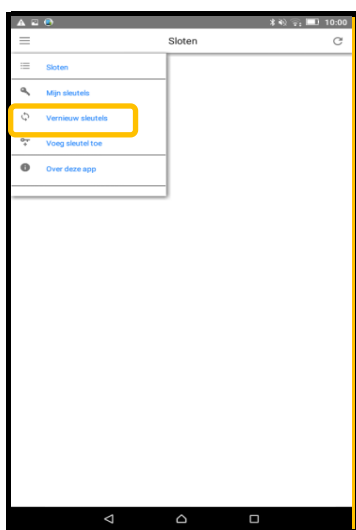 10:00
Sloten
Sloten
Mijn sleutels
Vernieuw sleutels
Voeg sleutel toe
Over deze app